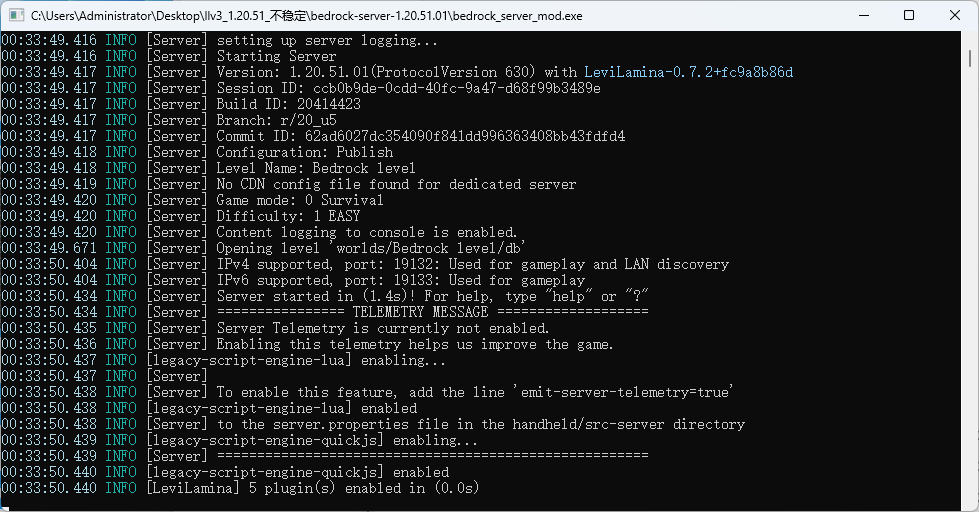 C:\Users\Administrator\Desktop\llv3_1.20.51_不稳定\bedrock-server-1.20.51.01\bedrock_server_mod.exe
00:33:49.416 INFO [Server] setting up server logging...
00:33:49.416 INFO [Server] Starting Server
00:33:49.417 INFO [Server] Version: 1.20.51.01(ProtocolVersion 630) with LeviLamina-0.7.2+fc9a8b86d
00:33:49.417 INFO [Server] Session ID: ccb0b9de-0cdd-40fc-9a47-d68f99b3489e
00:33:49.417 INFO [Server] Build ID: 20414423
00:33:49.417 INFO [Server] Branch: r/20_u5
00:33:49.417 INFO [Server] Commit ID: 62ad6027dc354090f841dd996363408bb43fdfd4
00:33:49.418 INFO [Server] Configuration: Publish
00:33:49.418 INFO [Server] Level Name: Bedrock level
00:33:49.419 INFO [Server] No CDN config file found for dedicated server
00:33:49.420 INFO [Server] Game mode: 0 Survival
00:33:49.420 INFO [Server] Difficulty: 1 EASY
00:33:49.420 INFO [Server] Content logging to console is enabled.
00:33:49.671 INFO [Server] Opening level 'worlds/Bedrock level/db'
00:33:50.404 INFO [Server] IPv4 supported, port: 19132: Used for gameplay and LAN discovery
00:33:50.404 INFO [Server] IPv6 supported, port: 19133: Used for gameplay
00:33:50.434 INFO [Server] Server started in (1.4s)! For help, type "help" or "?"
00:33:50.434 INFO [Server] ================ TELEMETRY MESSAGE ===================
00:33:50.435 INFO [Server] Server Telemetry is currently not enabled.
00:33:50.436 INFO [Server] Enabling this telemetry helps us improve the game.
00:33:50.437 INFO [legacy-script-engine-lua] enabling...
00:33:50.437 INFO [Server]
00:33:50.438 INFO [Server] To enable this feature, add the line 'emit-server-telemetry=true'
00:33:50.438 INFO [legacy-script-engine-lua] enabled
00:33:50.438 INFO [Server] to the server.properties file in the handheld/src-server directory
00:33:50.439 INFO [legacy-script-engine-quickjs] enabling...
00:33:50.439 INFO [Server] ======================================================
00:33:50.440 INFO [legacy-script-engine-quickjs] enabled
00:33:50.440 INFO [LeviLamina] 5 plugin(s) enabled in (0.0s)